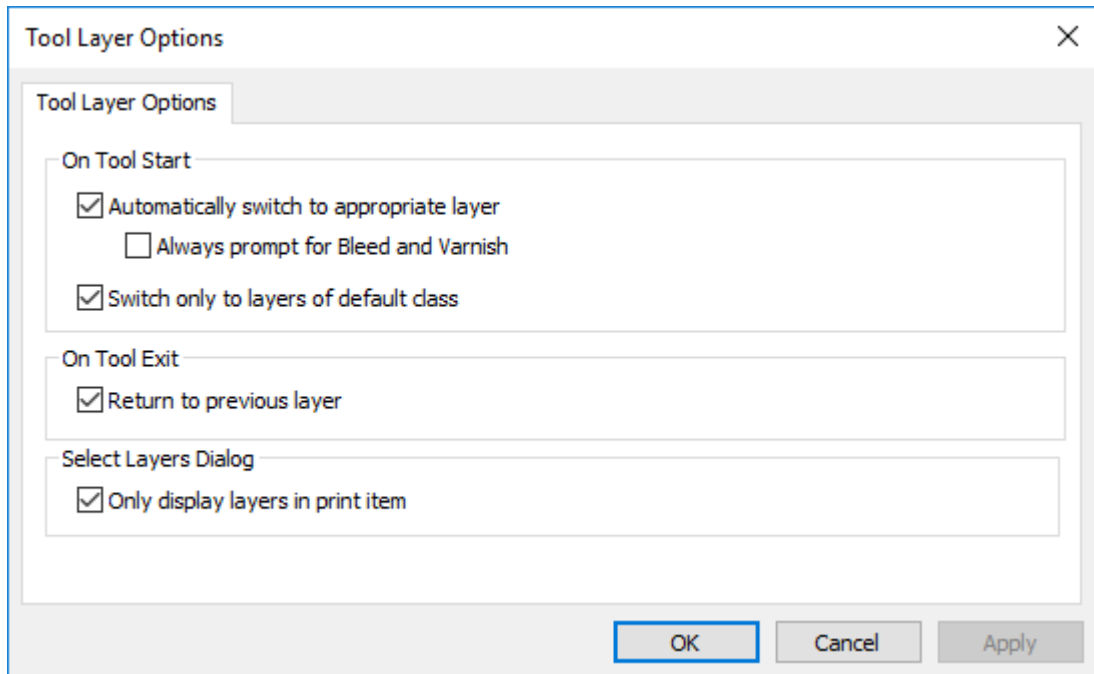 Tool Layer Options
Tool Layer Options
On Tool Start
Automatically switch to appropriate layer
Always prompt for Bleed and Varnish
Switch only to layers of default class
On Tool Exit
Return to previous layer
Select Layers Dialog
Only display layers in print item
OK Cancel Apply